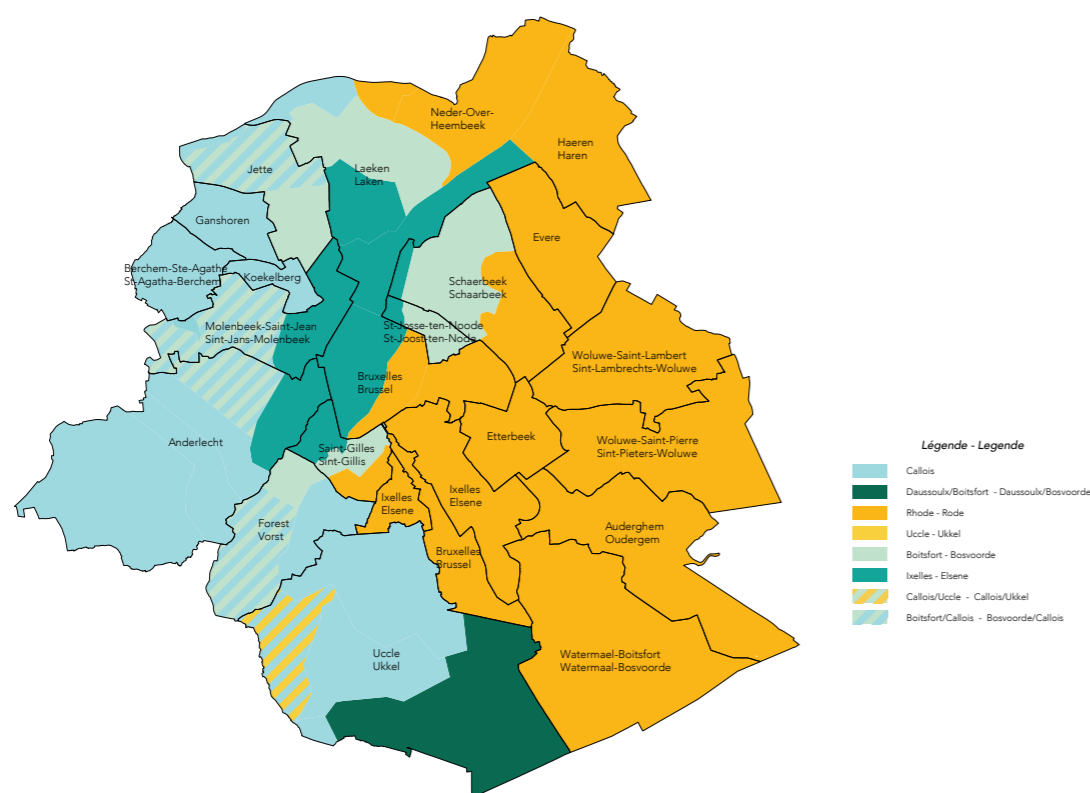 Neder-Over-
Heembeek
Haeren
Haren
Jette
Laeken
Laken
Ganshoren
Evere
Berchem-Ste-Agathe
St-Agatha-Berchem
Koekelberg
Schaerbeek
Schaarbeek
Molenbeek-Saint-Jean
Sint-Jans-Molenbeek
St-Josse-ten-Noode
St-Joost-ten-Node
Woluwe-Saint-Lambert
Sint-Lambrechts-Woluwe
Bruxelles
Brussel
Anderlecht
Saint-Gilles
Sint-Gillis
Etterbeek
Woluwe-Saint-Pierre
Sint-Pieters-Woluwe
Ixelles
Elsene
Ixelles
Elsene
Forest
Vorst
Auderghem
Oudergem
Bruxelles
Brussel
Uccle
Ukkel
Watermael-Boitsfort
Watermaal-Bosvoorde
Légende - Legende
Callois
Daussoulx/Boitsfort - Daussoulx/Bosvoorde
Rhode - Rode
Uccle - Ukkel
Boitsfort - Bosvoorde
Ixelles - Elsene
Callois/Uccle - Callois/Ukkel
Boitsfort/Callois - Bosvoorde/Callois